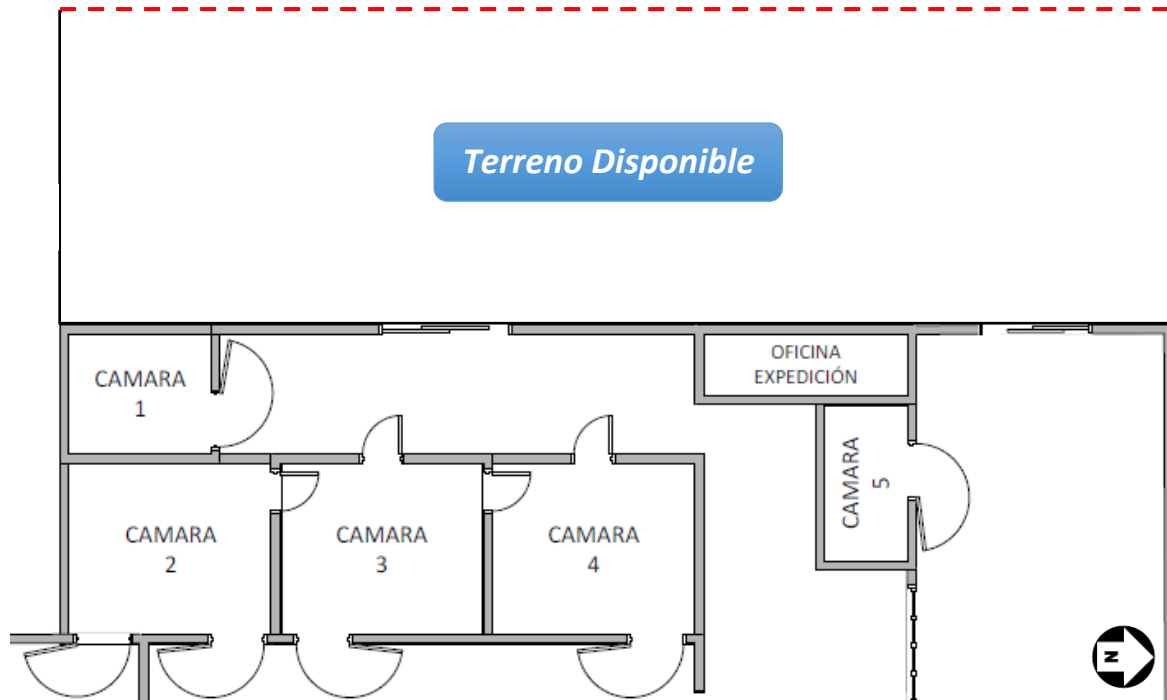 Terreno Disponible
OFICINA
EXPEDICIÓN
CAMARA
1
CAMARA
5
CAMARA
2
CAMARA
3
CAMARA
4
N